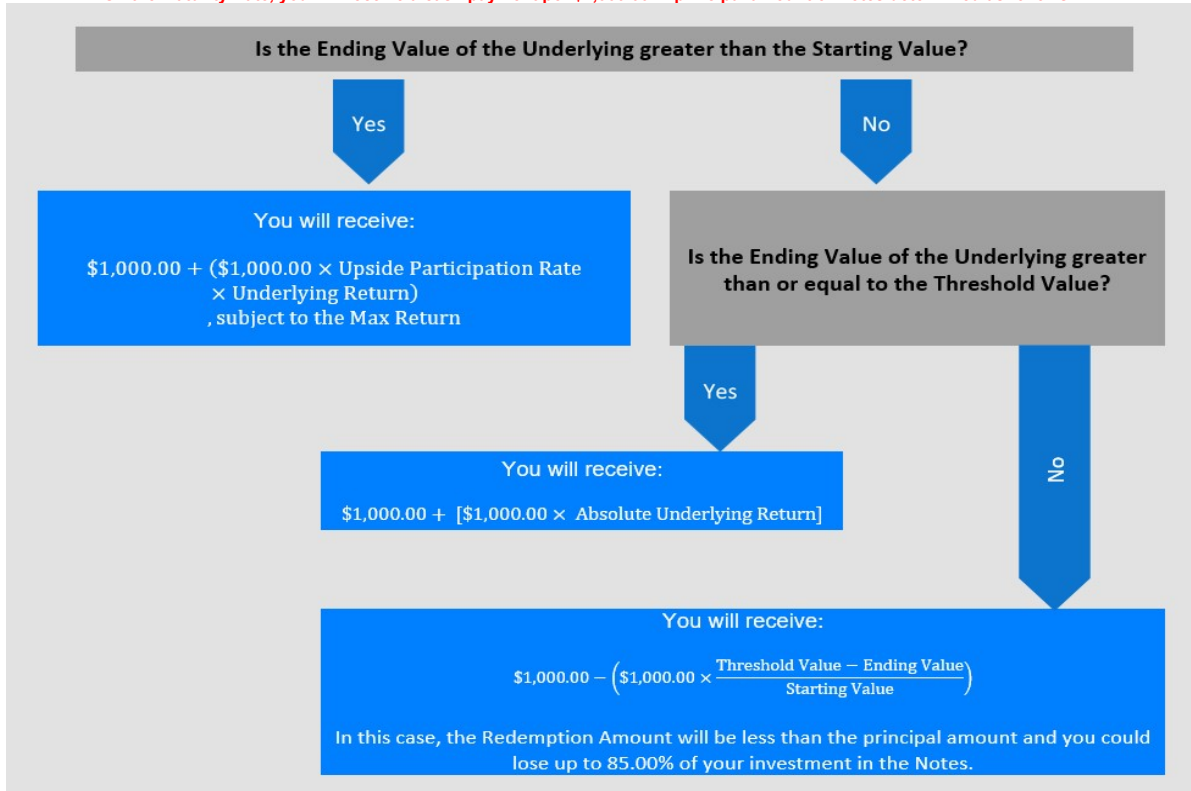 Is the Ending Value of the Underlying greater than the Starting Value?
Yes
No
You will receive:
$1,000.00 + ($1,000.00 × Upside Participation Rate
× Underlying Return)
, subject to the Max Return
Is the Ending Value of the Underlying greater
than or equal to the Threshold Value?
Yes
No
You will receive:
$1,000.00 + [$1,000.00 × Absolute Underlying Return]
You will receive:
$1,000.00 − ($1,000.00 × Threshold Value − Ending Value / Starting Value)
In this case, the Redemption Amount will be less than the principal amount and you could
lose up to 85.00% of your investment in the Notes.